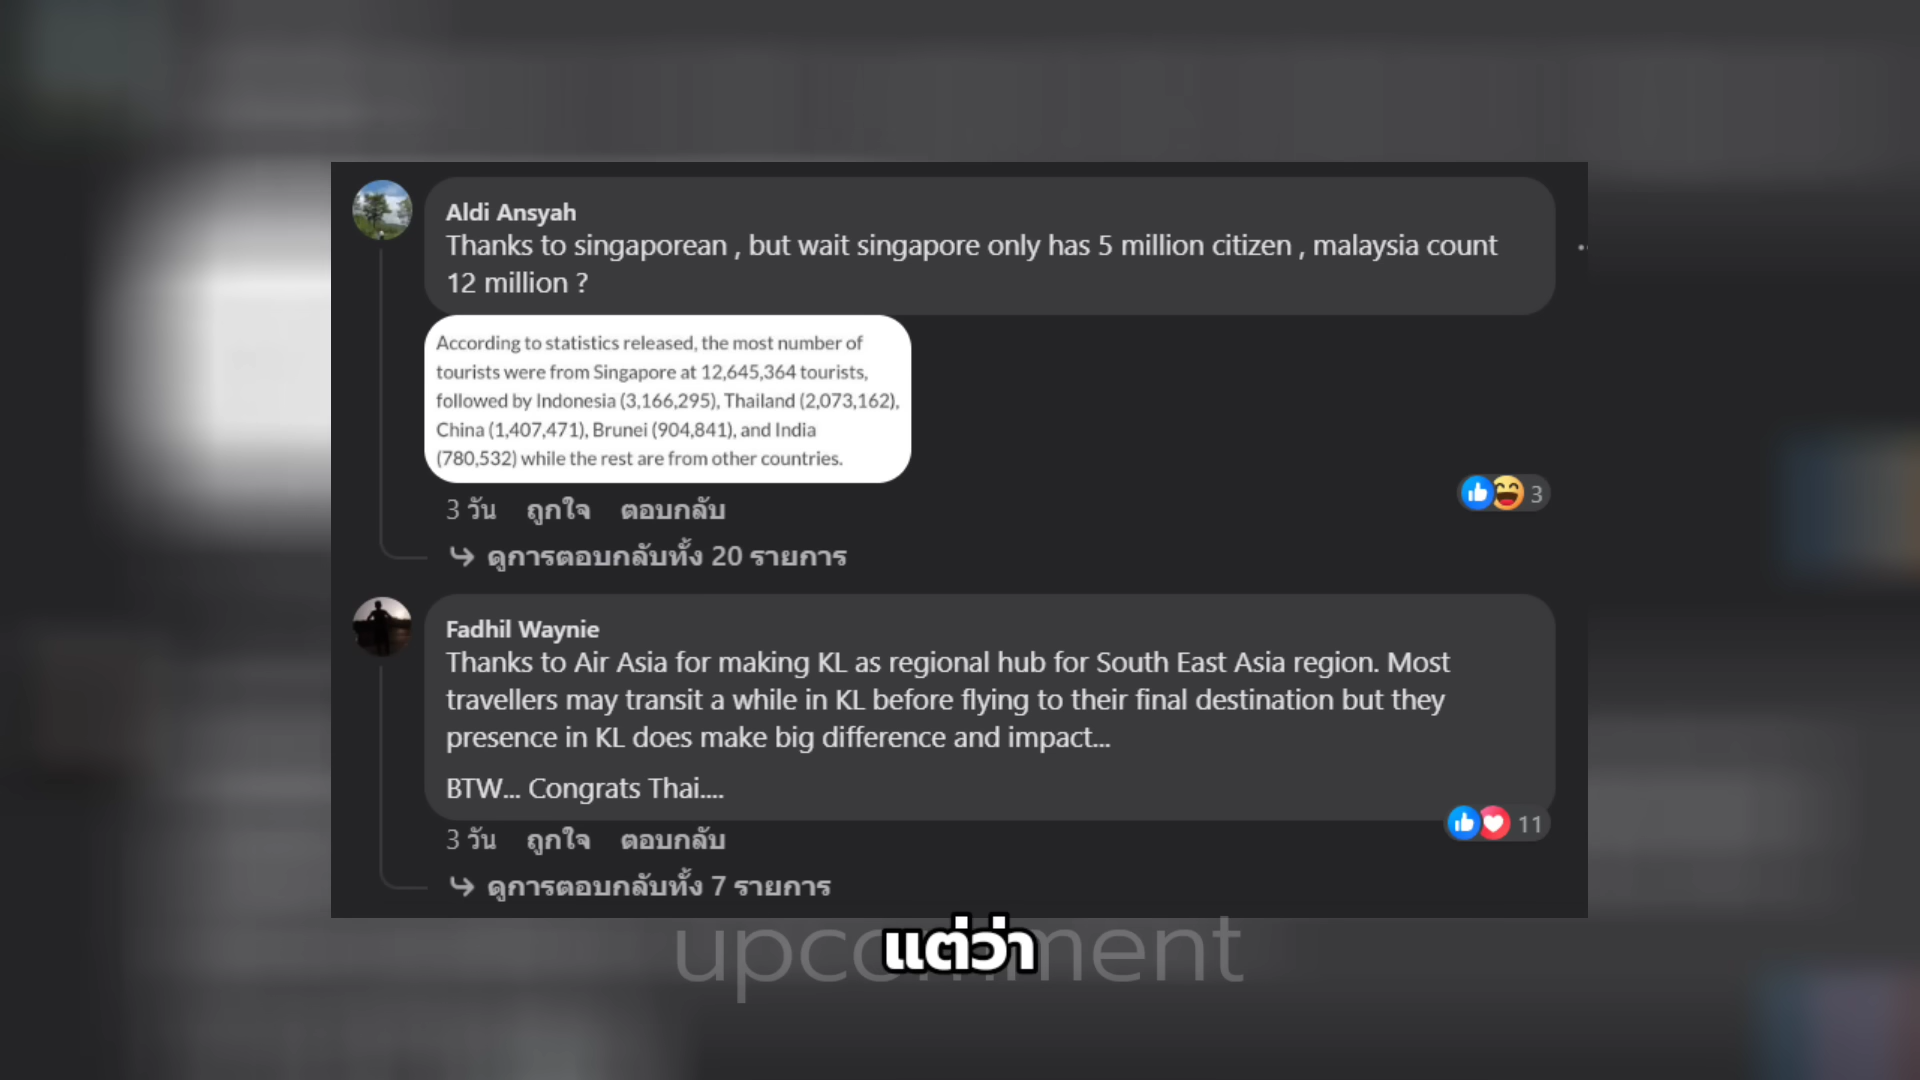 Aldi Ansyah
Thanks to singaporean , but wait singapore only has 5 million citizen , malaysia count
12 million ?
According to statistics released, the most number of
tourists were from Singapore at 12,645,364 tourists,
followed by Indonesia (3,166,295), Thailand (2,073,162),
China (1,407,471), Brunei (904,841), and India
(780,532) while the rest are from other countries.
3 วัน ถูกใจ ตอบกลับ 3
ดูการตอบกลับทั้ง 20 รายการ
Fadhil Waynie
Thanks to Air Asia for making KL as regional hub for South East Asia region. Most
travellers may transit a while in KL before flying to their final destination but they
presence in KL does make big difference and impact...
BTW... Congrats Thai....
3 วัน ถูกใจ ตอบกลับ 11
ดูการตอบกลับทั้ง 7 รายการ
แต่ว่า